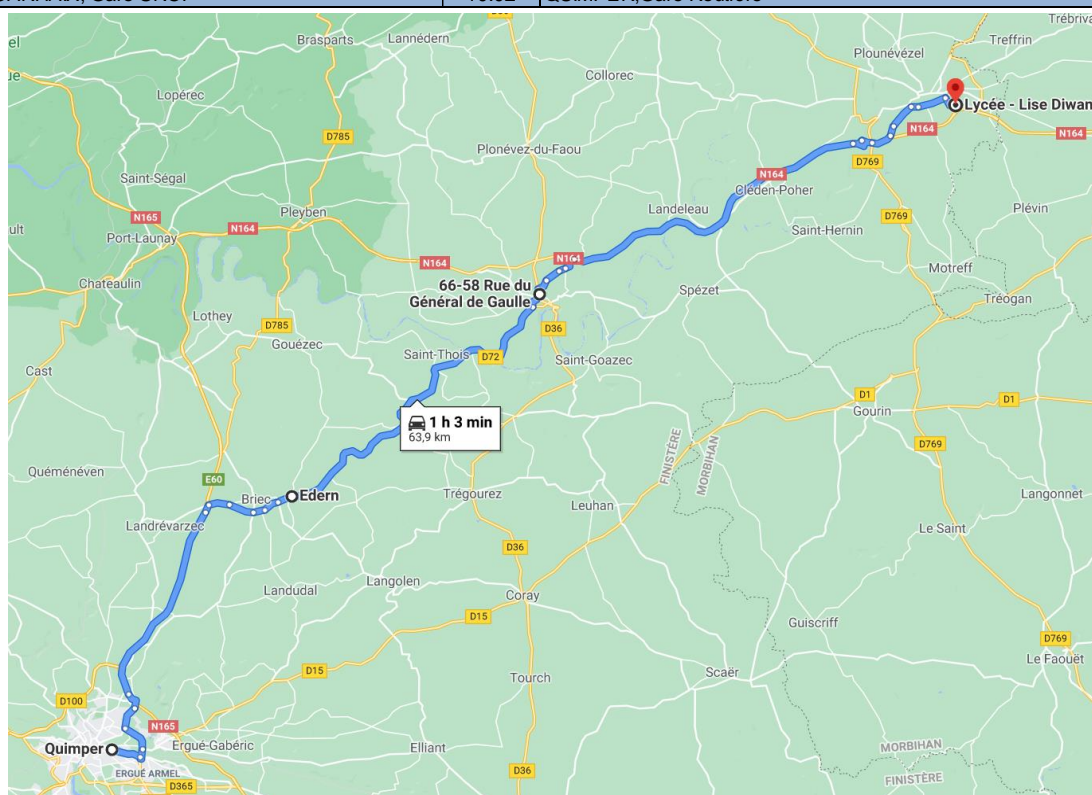 QUIMPER, Gare Routière
Trébriva
Brasparts
Lannédern
Treffrin
Plounévézel
Collorec
Lopérec
Lycée - Lise Diwan
D785
N164
N164
Plonévez-du-Faou
D769
Saint-Ségal
N164
Cléden-Poher
Pleyben
Landeleau
Plévin
N165
D769
N164
Port-Launay
Saint-Hernin
ult
N164
N164
Motreff
Chateaulin
66-58 Rue du
Général de Gaulle
Spézet
Tréogan
Lothey
D785
D36
Gouézec
Saint-Thois
D72
Saint-Goazec
Cast
D1
D1
Gourin
1 h 3 min
63,9 km
FINISTÈRE
MORBIHAN
D769
Quéménéven
E60
Edern
Briec
Trégourez
Langonnet
Leuhan
Landrévarzec
Le Saint
D36
Langolen
Landudal
Coray
D15
Guiscriff
D769
Le Faouët
D15
Scaër
Tourch
D100
N165
Quimper
Ergué-Gabéric
Elliant
MORBIHAN
FINISTÈRE
ERGUÉ ARMEL
D36
D365